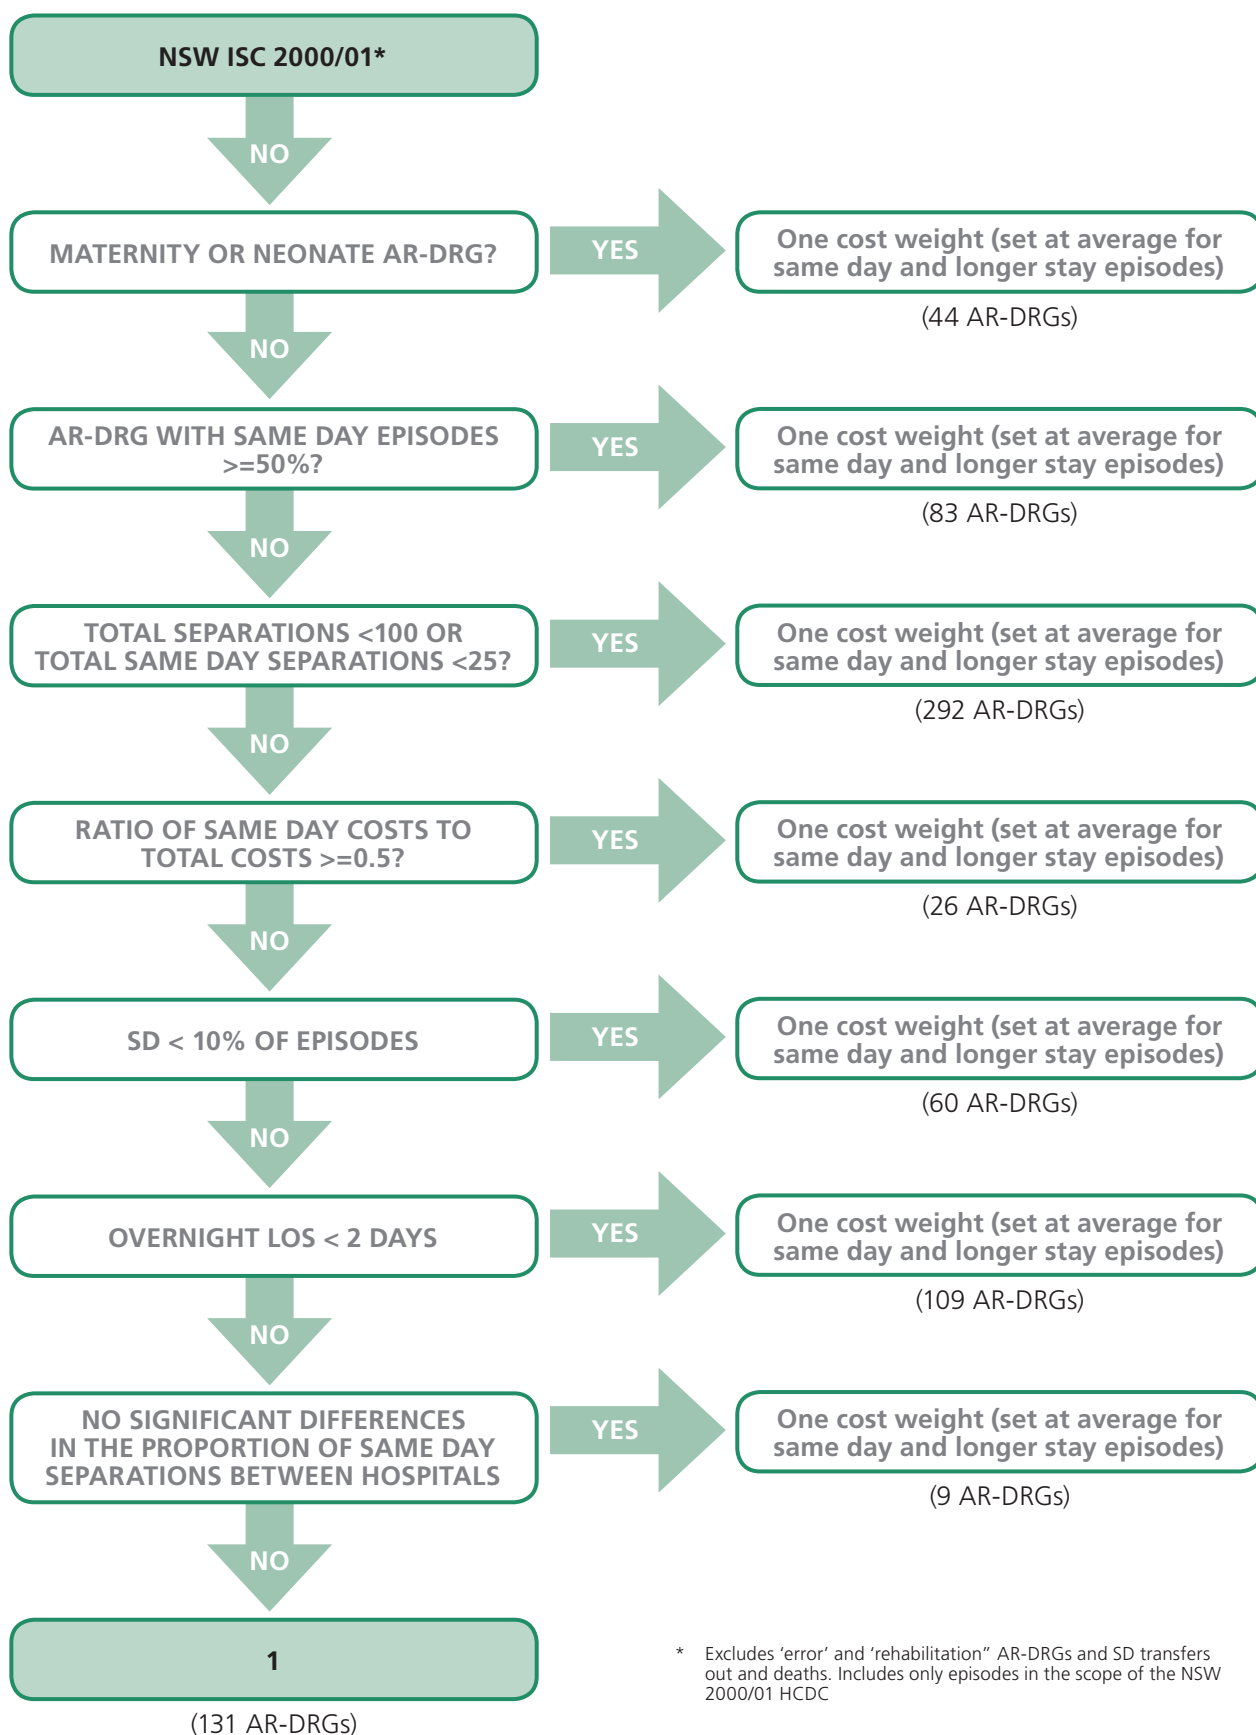 NSW ISC 2000/01*
NO
MATERNITY OR NEONATE AR-DRG?
YES
One cost weight (set at average for
same day and longer stay episodes)
(44 AR-DRGs)
NO
AR-DRG WITH SAME DAY EPISODES
>=50%?
YES
One cost weight (set at average for
same day and longer stay episodes)
(83 AR-DRGs)
NO
TOTAL SEPARATIONS <100 OR
TOTAL SAME DAY SEPARATIONS <25?
YES
One cost weight (set at average for
same day and longer stay episodes)
(292 AR-DRGs)
NO
RATIO OF SAME DAY COSTS TO
TOTAL COSTS >=0.5?
YES
One cost weight (set at average for
same day and longer stay episodes)
(26 AR-DRGs)
NO
SD < 10% OF EPISODES
YES
One cost weight (set at average for
same day and longer stay episodes)
(60 AR-DRGs)
NO
OVERNIGHT LOS < 2 DAYS
YES
One cost weight (set at average for
same day and longer stay episodes)
(109 AR-DRGs)
NO
NO SIGNIFICANT DIFFERENCES
IN THE PROPORTION OF SAME DAY
SEPARATIONS BETWEEN HOSPITALS
YES
One cost weight (set at average for
same day and longer stay episodes)
(9 AR-DRGs)
NO
1
(131 AR-DRGs)
* Excludes ‘error’ and ‘rehabilitation” AR-DRGs and SD transfers
out and deaths. Includes only episodes in the scope of the NSW
2000/01 HCDC